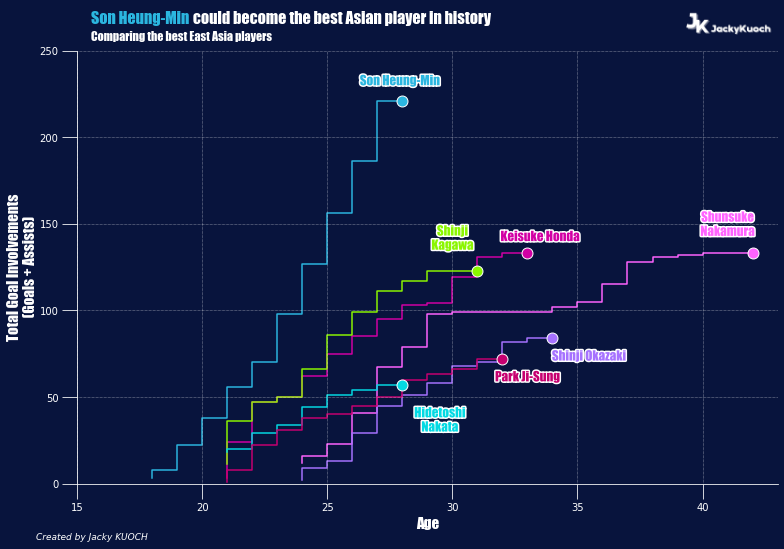 Son Heung-Min could become the best Asian player in history
Comparing the best East Asia players
JK JackyKuoch
250
200
150
100
50
0
Total Goal Involvements
(Goals + Assists)
Son Heung-Min
Shinji
Kagawa
Keisuke Honda
Shunsuke
Nakamura
Shinji Okazaki
Park Ji-Sung
Hidetoshi
Nakata
15
20
25
30
35
40
Age
Created by Jacky KUOCH